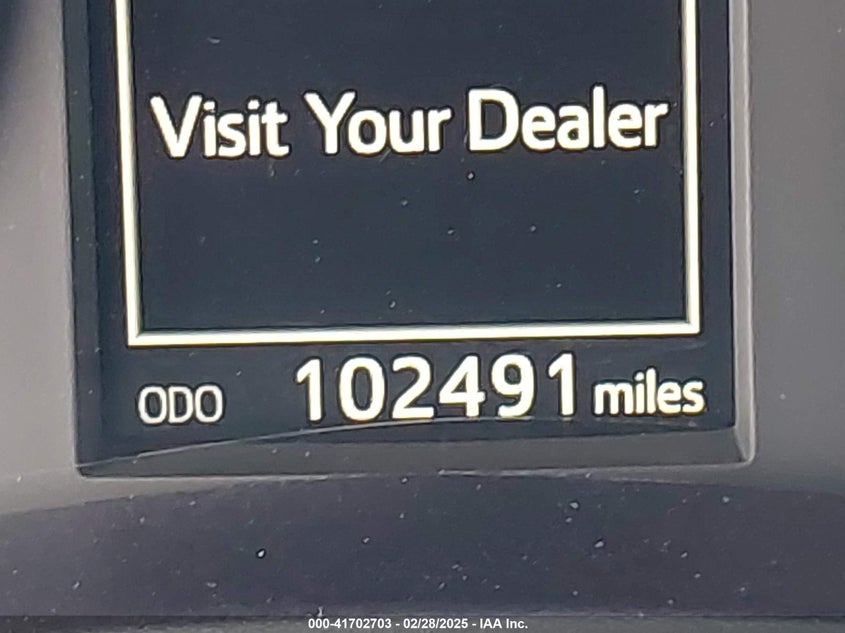 Visit Your Dealer
ODO 102491 miles
000-41702703 - 02/28/2025 - IAA Inc.